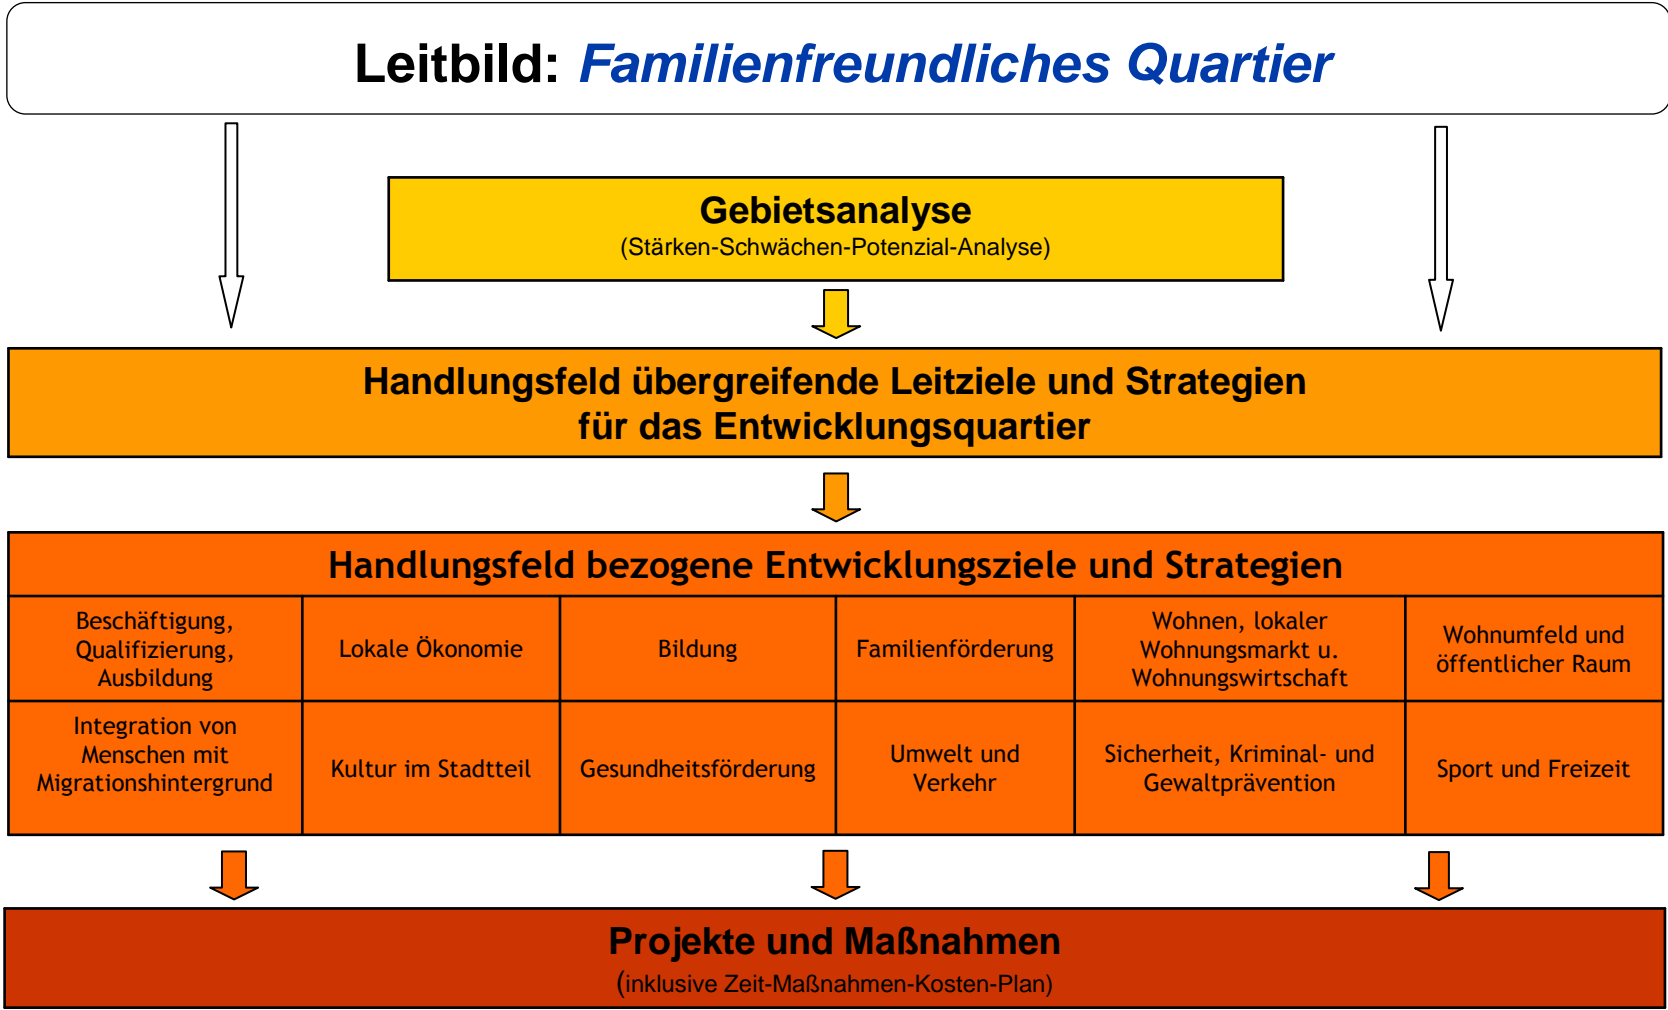 Leitbild: Familienfreundliches Quartier
Gebietsanalyse
(Stärken-Schwächen-Potenzial-Analyse)
Handlungsfeld übergreifende Leitziele und Strategien
für das Entwicklungsquartier
Handlungsfeld bezogene Entwicklungsziele und Strategien
Beschäftigung,
Qualifizierung,
Ausbildung
Lokale Ökonomie
Bildung
Familienförderung
Wohnen, lokaler
Wohnungsmarkt u.
Wohnungswirtschaft
Wohnumfeld und
öffentlicher Raum
Integration von
Menschen mit
Migrationshintergrund
Kultur im Stadtteil
Gesundheitsförderung
Umwelt und
Verkehr
Sicherheit, Kriminal- und
Gewaltprävention
Sport und Freizeit
Projekte und Maßnahmen
(inklusive Zeit-Maßnahmen-Kosten-Plan)